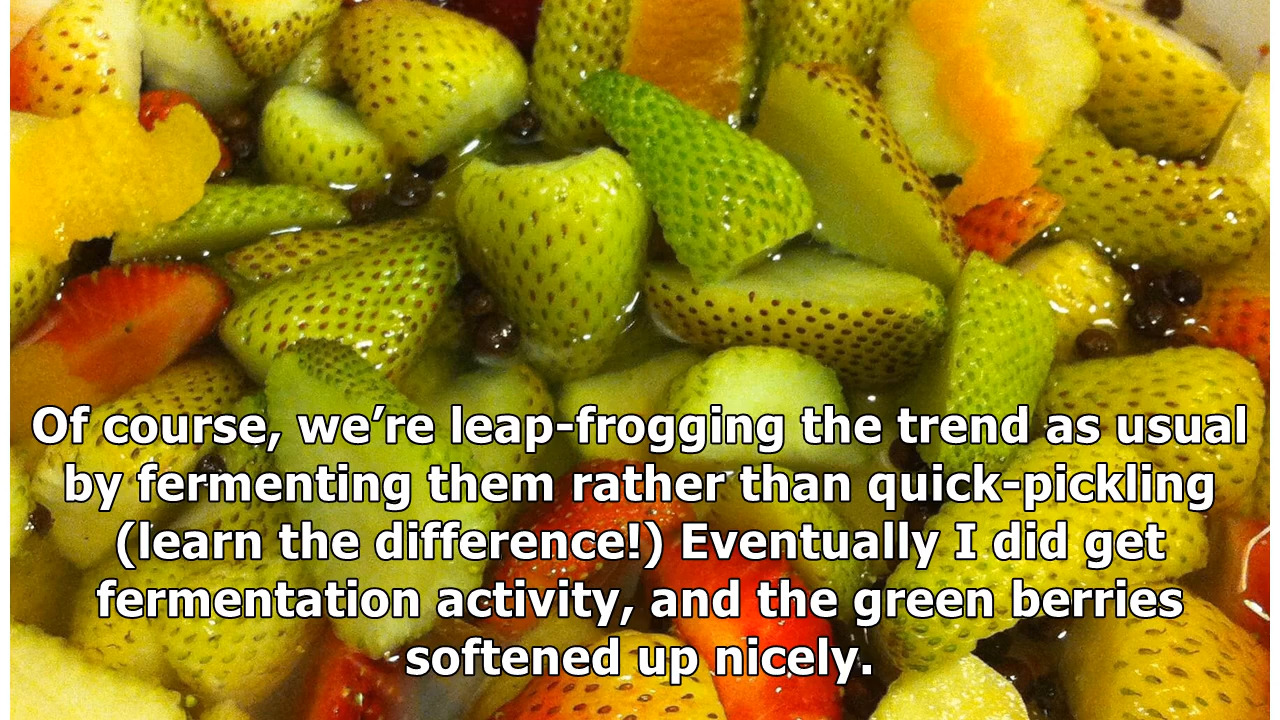 Of course, we’re leap-frogging the trend as usual
by fermenting them rather than quick-pickling
(learn the difference!) Eventually I did get
fermentation activity, and the green berries
softened up nicely.